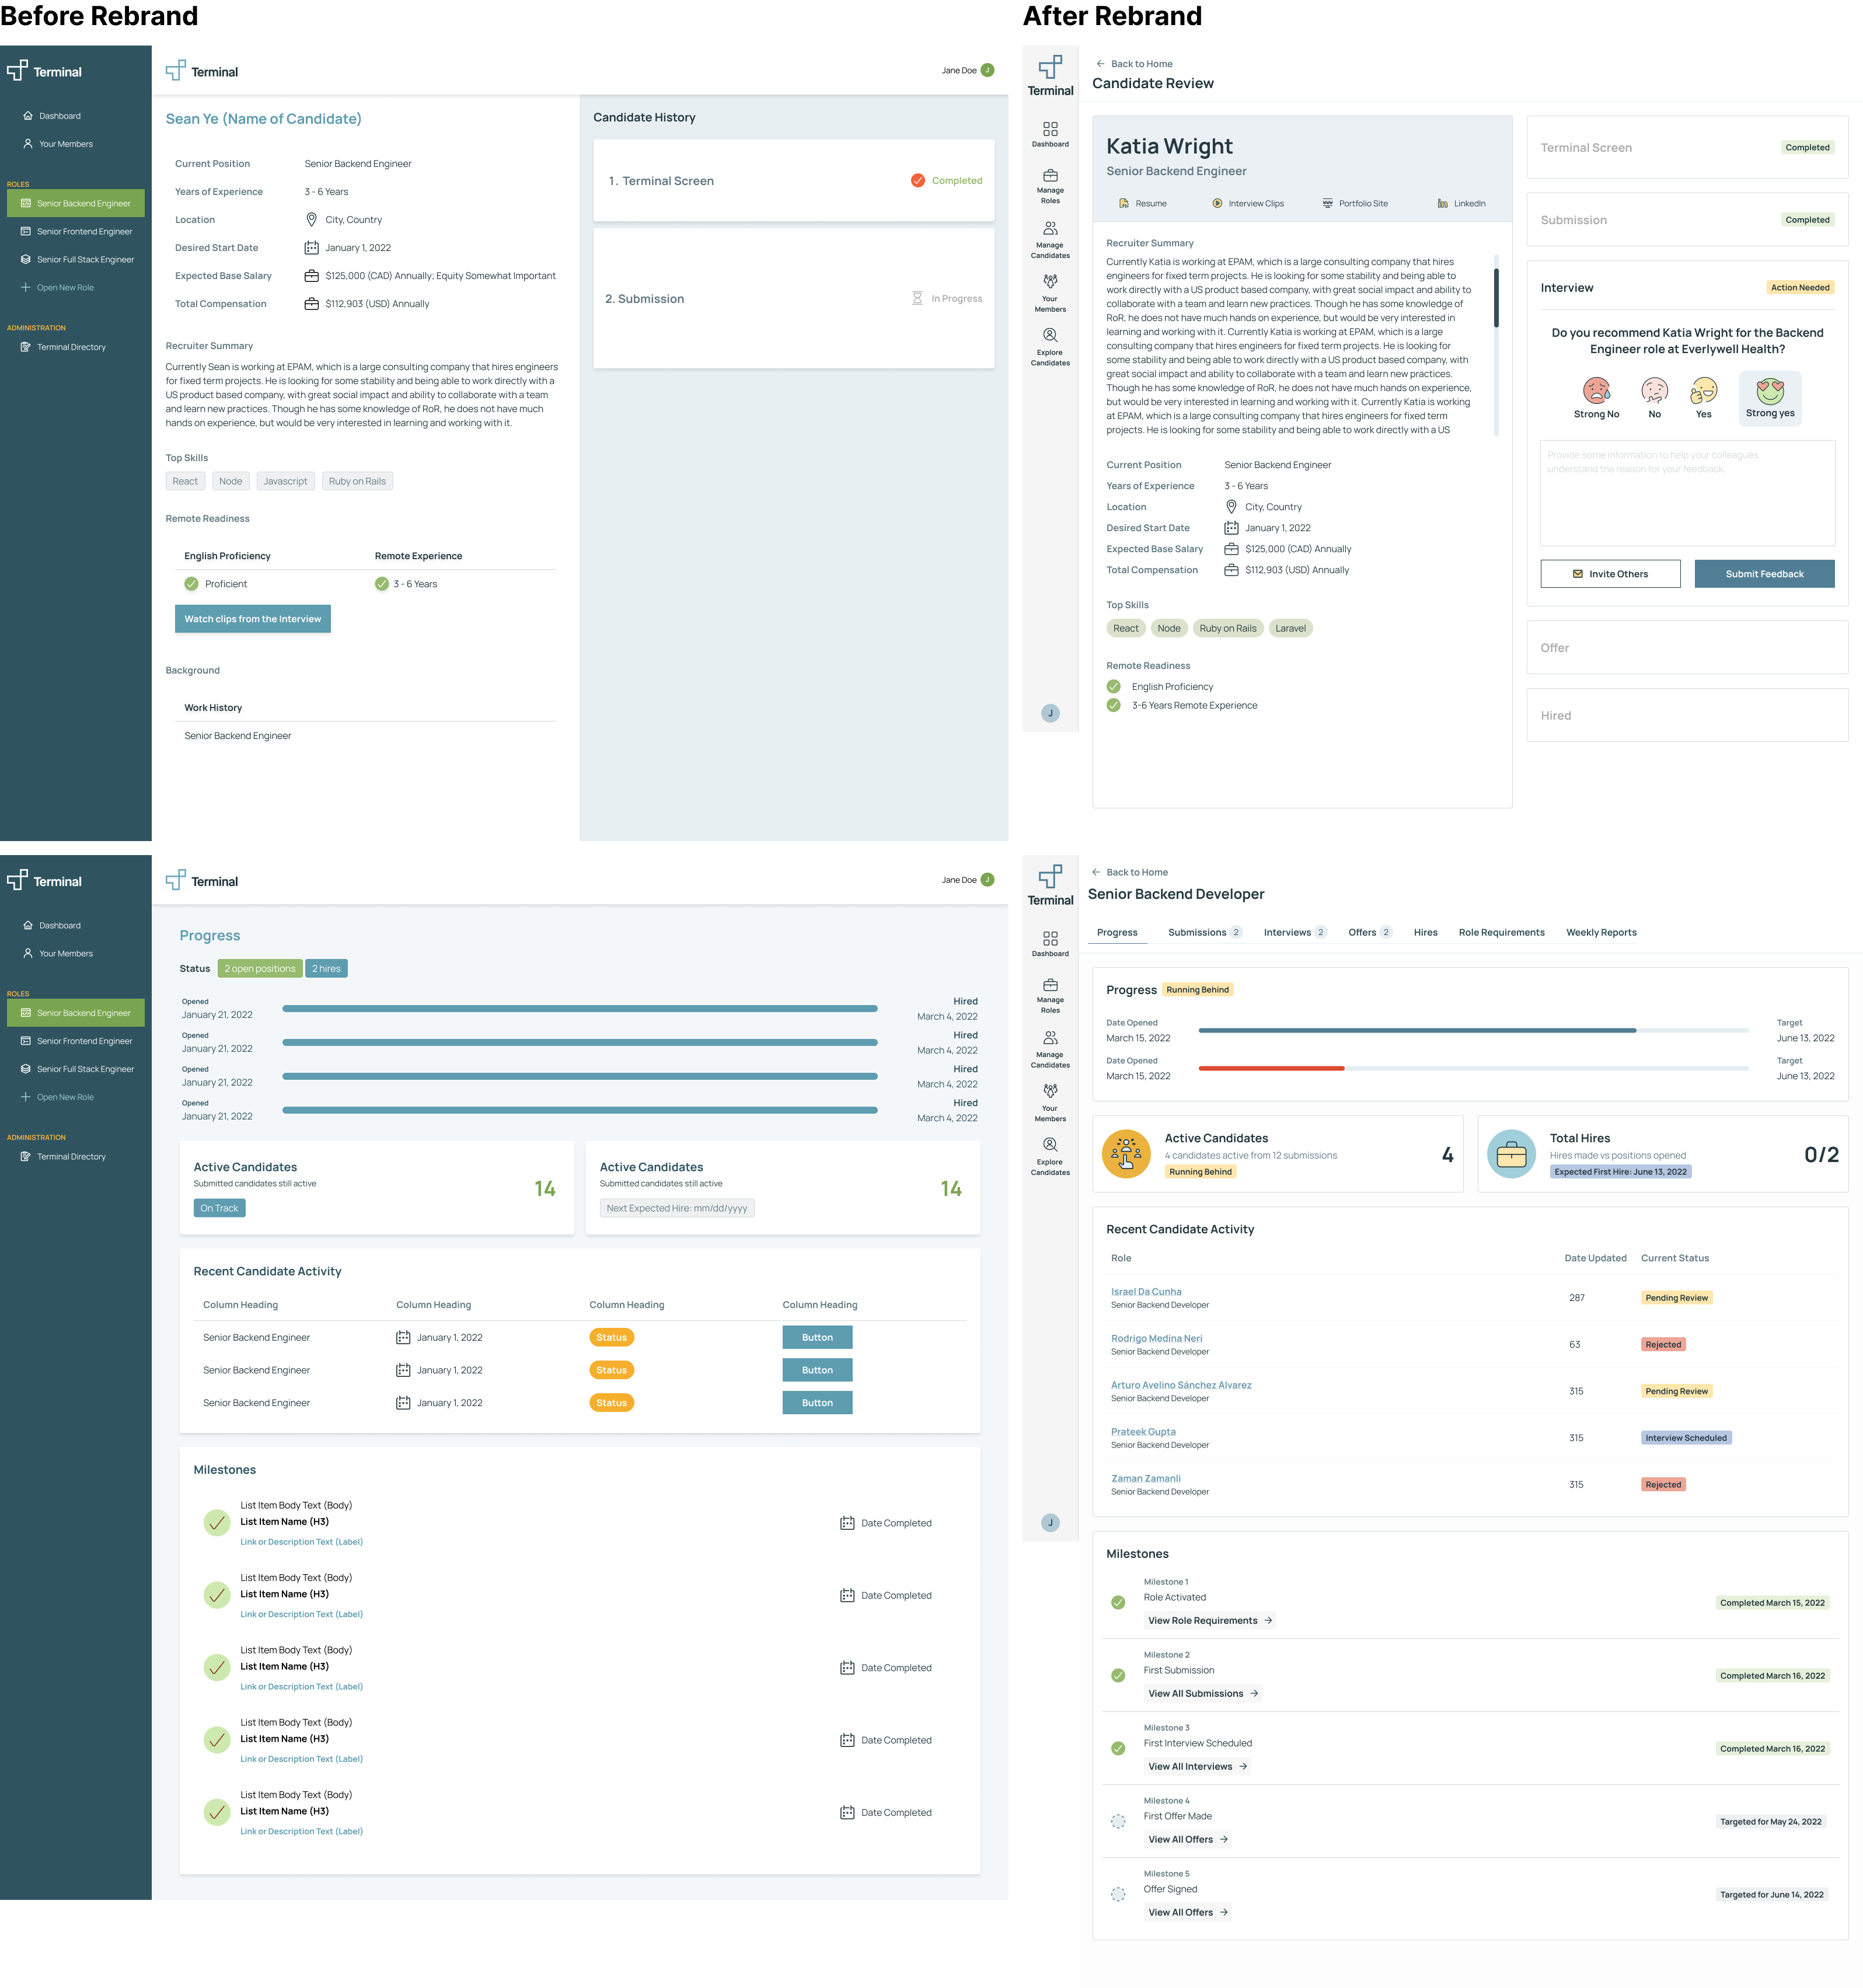 Before Rebrand
Terminal
Dashboard
Your Members
ROLES
Senior Backend Engineer
Senior Frontend Engineer
Senior Full Stack Engineer
Open New Role
ADMINISTRATION
Terminal Directory
Terminal
Jane Doe J
Sean Ye (Name of Candidate)
Current Position Senior Backend Engineer
Years of Experience 3 - 6 Years
Location City, Country
Desired Start Date January 1, 2022
Expected Base Salary $125,000 (CAD) Annually; Equity Somewhat Important
Total Compensation $112,903 (USD) Annually
Recruiter Summary
Currently Sean is working at EPAM, which is a large consulting company that hires engineers
for fixed term projects. He is looking for some stability and being able to work directly with a
US product based company, with great social impact and ability to collaborate with a team
and learn new practices. Though he has some knowledge of RoR, he does not have much
hands on experience, but would be very interested in learning and working with it.
Top Skills
React Node Javascript Ruby on Rails
Remote Readiness
English Proficiency Remote Experience
Proficient 3 - 6 Years
Watch clips from the Interview
Background
Work History
Senior Backend Engineer
Candidate History
1. Terminal Screen Completed
2. Submission In Progress
After Rebrand
Terminal
Dashboard
Manage
Roles
Manage
Candidates
Your
Members
Explore
Candidates
J
Back to Home
Candidate Review
Katia Wright
Senior Backend Engineer
Resume Interview Clips Portfolio Site LinkedIn
Recruiter Summary
Currently Katia is working at EPAM, which is a large consulting company that hires
engineers for fixed term projects. He is looking for some stability and being able to
work directly with a US product based company, with great social impact and ability to
collaborate with a team and learn new practices. Though he has some knowledge of
RoR, he does not have much hands on experience, but would be very interested in
learning and working with it. Currently Katia is working at EPAM, which is a large
consulting company that hires engineers for fixed term projects. He is looking for
some stability and being able to work directly with a US product based company, with
great social impact and ability to collaborate with a team and learn new practices.
Though he has some knowledge of RoR, he does not have much hands on experience,
but would be very interested in learning and working with it. Currently Katia is working
at EPAM, which is a large consulting company that hires engineers for fixed term
projects. He is looking for some stability and being able to work directly with a US
Current Position Senior Backend Engineer
Years of Experience 3 - 6 Years
Location City, Country
Desired Start Date January 1, 2022
Expected Base Salary $125,000 (CAD) Annually
Total Compensation $112,903 (USD) Annually
Top Skills
React Node Ruby on Rails Laravel
Remote Readiness
English Proficiency
3-6 Years Remote Experience
Terminal Screen Completed
Submission Completed
Interview Action Needed
Do you recommend Katia Wright for the Backend
Engineer role at Everlywell Health?
Strong No No Yes Strong yes
Provide some information to help your colleagues
understand the reason for your feedback.
Invite Others Submit Feedback
Offer
Hired
Terminal
Dashboard
Your Members
ROLES
Senior Backend Engineer
Senior Frontend Engineer
Senior Full Stack Engineer
Open New Role
ADMINISTRATION
Terminal Directory
Terminal
Jane Doe J
Progress
Status 2 open positions 2 hires
Opened Hired
January 21, 2022 March 4, 2022
Opened Hired
January 21, 2022 March 4, 2022
Opened Hired
January 21, 2022 March 4, 2022
Opened Hired
January 21, 2022 March 4, 2022
Active Candidates
Submitted candidates still active
On Track
14
Active Candidates
Submitted candidates still active
Next Expected Hire: mm/dd/yyyy
14
Recent Candidate Activity
Column Heading Column Heading Column Heading Column Heading
Senior Backend Engineer January 1, 2022 Status Button
Senior Backend Engineer January 1, 2022 Status Button
Senior Backend Engineer January 1, 2022 Status Button
Milestones
List Item Body Text (Body)
List Item Name (H3) Date Completed
Link or Description Text (Label)
List Item Body Text (Body)
List Item Name (H3) Date Completed
Link or Description Text (Label)
List Item Body Text (Body)
List Item Name (H3) Date Completed
Link or Description Text (Label)
List Item Body Text (Body)
List Item Name (H3) Date Completed
Link or Description Text (Label)
List Item Body Text (Body)
List Item Name (H3) Date Completed
Link or Description Text (Label)
Terminal
Dashboard
Manage
Roles
Manage
Candidates
Your
Members
Explore
Candidates
J
Back to Home
Senior Backend Developer
Progress Submissions 2 Interviews 2 Offers 2 Hires Role Requirements Weekly Reports
Progress Running Behind
Date Opened Target
March 15, 2022 June 13, 2022
Date Opened Target
March 15, 2022 June 13, 2022
Active Candidates
4 candidates active from 12 submissions
Running Behind
4
Total Hires
Hires made vs positions opened
Expected First Hire: June 13, 2022
0/2
Recent Candidate Activity
Role Date Updated Current Status
Israel Da Cunha
Senior Backend Developer
287 Pending Review
Rodrigo Medina Neri
Senior Backend Developer
63 Rejected
Arturo Avelino Sánchez Alvarez
Senior Backend Developer
315 Pending Review
Prateek Gupta
Senior Backend Developer
315 Interview Scheduled
Zaman Zamanli
Senior Backend Developer
315 Rejected
Milestones
Milestone 1
Role Activated Completed March 15, 2022
View Role Requirements
Milestone 2
First Submission Completed March 16, 2022
View All Submissions
Milestone 3
First Interview Scheduled Completed March 16, 2022
View All Interviews
Milestone 4
First Offer Made Targeted for May 24, 2022
View All Offers
Milestone 5
Offer Signed Targeted for June 14, 2022
View All Offers